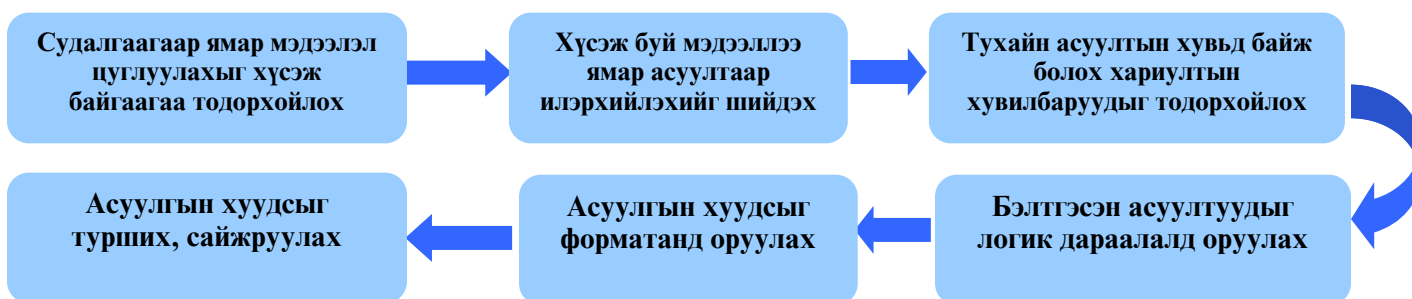 Судалгаагаар ямар мэдээлэл
цуглуулахыг хүсэж
байгаагаа тодорхойлох
Хүсэж буй мэдээллээ
ямар асуултаар
илэрхийлэхийг шийдэх
Тухайн асуултын хувьд байж
болох хариултын
хувилбаруудыг тодорхойлох
Бэлтгэсэн асуултуудыг
логик дараалалд оруулах
Асуулгын хуудсыг
форматанд оруулах
Асуулгын хуудсыг
турших, сайжруулах